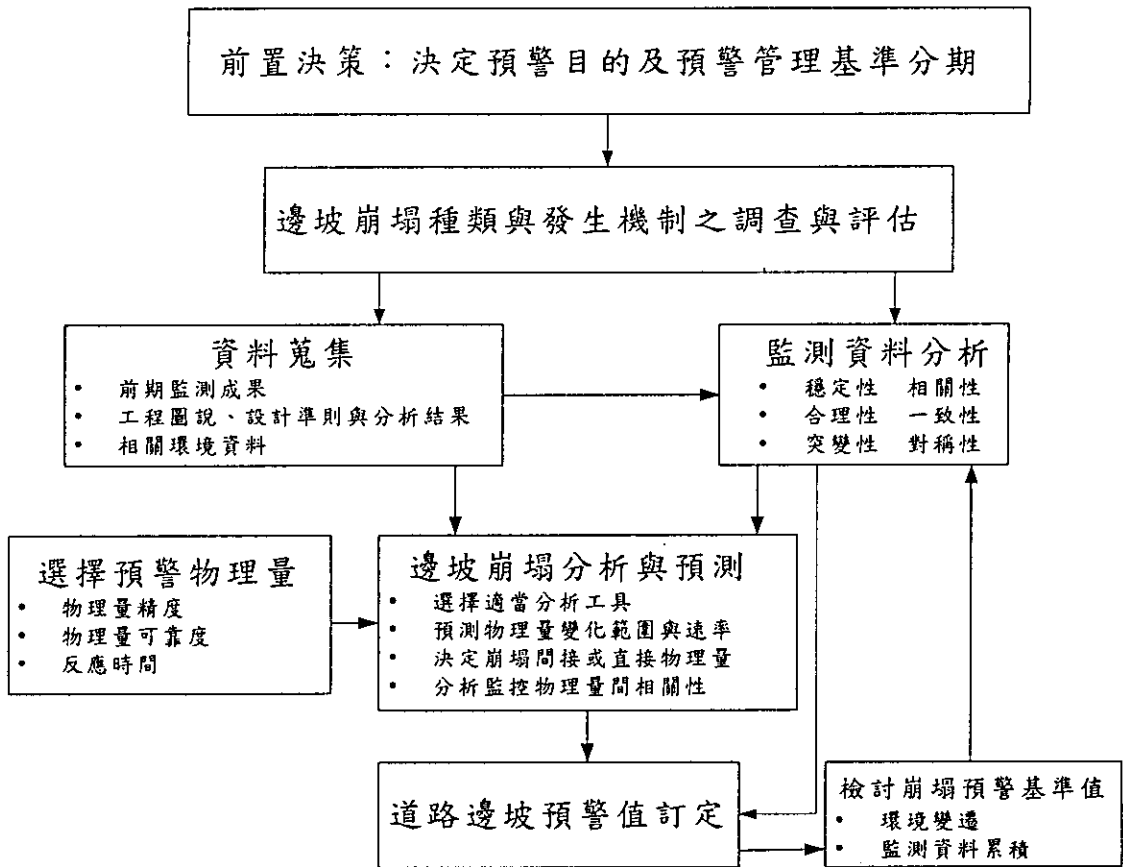 前置決策：決定預警目的及預警管理基準分期
邊坡崩塌種類與發生機制之調查與評估
資料蒐集
• 前期監測成果
• 工程圖說、設計準則與分析結果
• 相關環境資料
監測資料分析
• 穩定性 相關性
• 合理性 一致性
• 突變性 對稱性
選擇預警物理量
• 物理量精度
• 物理量可靠度
• 反應時間
邊坡崩塌分析與預測
• 選擇適當分析工具
• 預測物理量變化範圍與速率
• 決定崩塌間接或直接物理量
• 分析監控物理量間相關性
道路邊坡預警值訂定
檢討崩塌預警基準值
• 環境變遷
• 監測資料累積